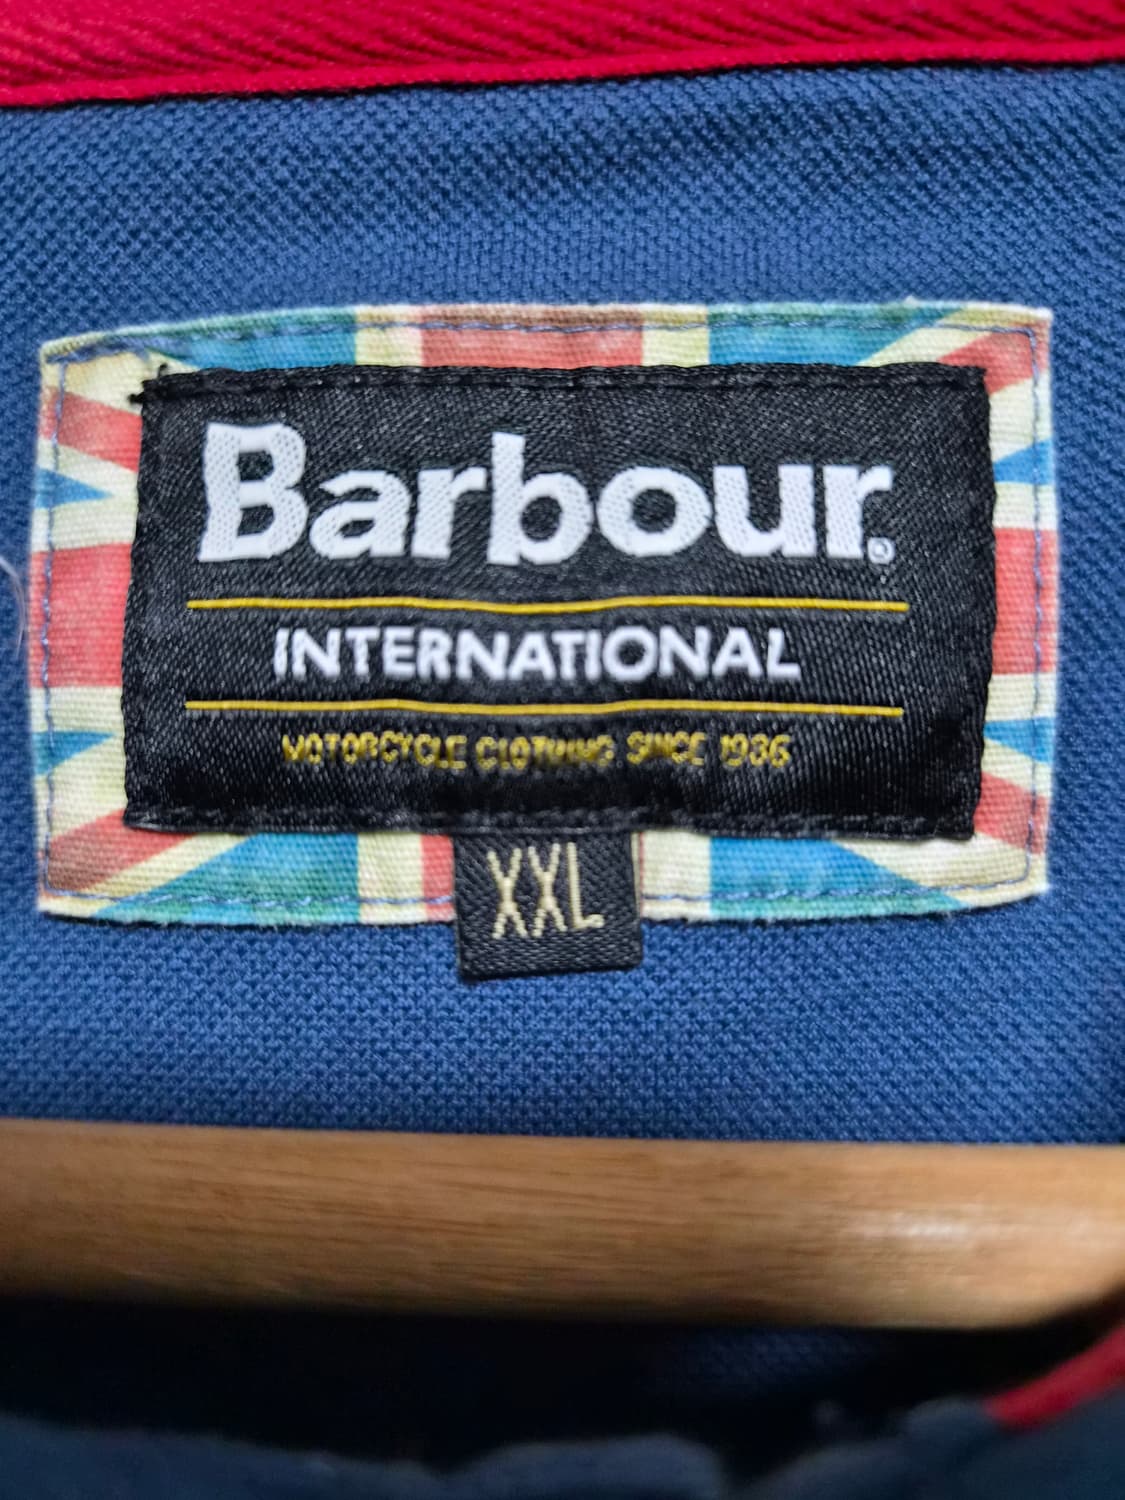 Barbour®
INTERNATIONAL
MOTORCYCLE CLOTHING SINCE 1936
XXL